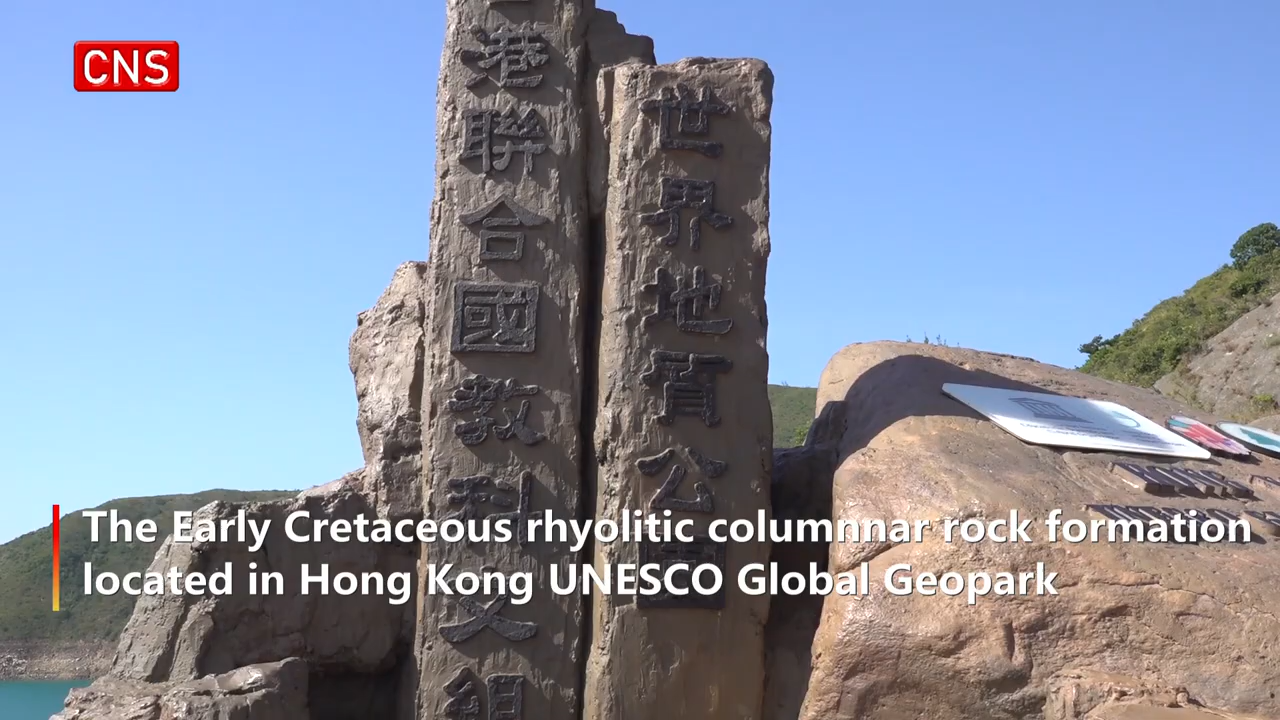 CNS
港聯合國教科文組
世界地質公園
The Early Cretaceous rhyolitic columnnar rock formation
located in Hong Kong UNESCO Global Geopark